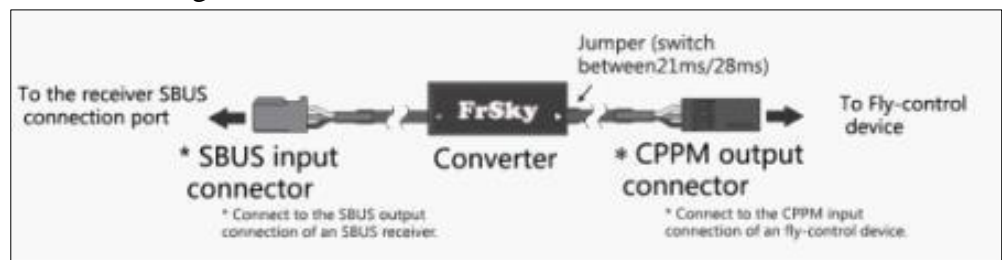 Jumper (switch
between21ms/28ms)
To the receiver SBUS
connection port
FrSky
To Fly-control
device
* SBUS input
connector
Converter
* CPPM output
connector
* Connect to the SBUS output
connection of an SBUS receiver.
* Connect to the CPPM input
connection of an fly-control device.